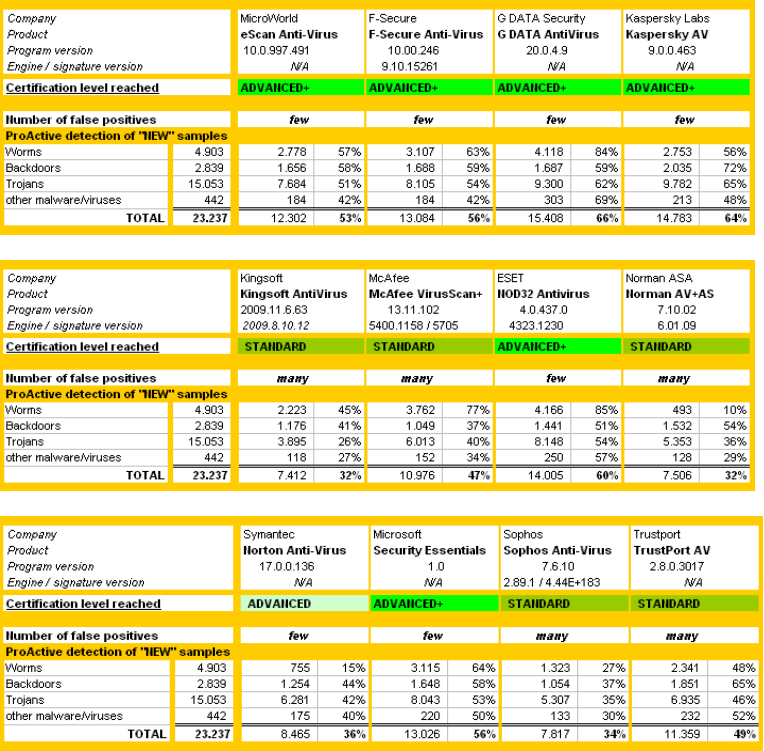 Company MicroWorld F-Secure G DATA Security Kaspersky Labs
Product eScan Anti-Virus F-Secure Anti-Virus G DATA AntiVirus Kaspersky AV
Program version 10.0.997.491 10.00.246 20.0.4.9 9.0.0.463
Engine / signature version N/A 9.10.15261 N/A N/A
Certification level reached ADVANCED+ ADVANCED+ ADVANCED+ ADVANCED+
Number of false positives few few few few
ProActive detection of "NEW" samples
Worms 4.903 2.778 57% 3.107 63% 4.118 84% 2.753 56%
Backdoors 2.839 1.656 58% 1.688 59% 1.687 59% 2.035 72%
Trojans 15.053 7.684 51% 8.105 54% 9.300 62% 9.782 65%
other malware/viruses 442 184 42% 184 42% 303 69% 213 48%
TOTAL 23.237 12.302 53% 13.084 56% 15.408 66% 14.783 64%
Company Kingsoft McAfee ESET Norman ASA
Product Kingsoft AntiVirus McAfee VirusScan+ NOD32 Antivirus Norman AV+AS
Program version 2009.11.6.63 13.11.102 4.0.437.0 7.10.02
Engine / signature version 2009.8.10.12 5400.1158 / 5705 4323.1230 6.01.09
Certification level reached STANDARD STANDARD ADVANCED+ STANDARD
Number of false positives many many few many
ProActive detection of "NEW" samples
Worms 4.903 2.223 45% 3.762 77% 4.166 85% 493 10%
Backdoors 2.839 1.176 41% 1.049 37% 1.441 51% 1.532 54%
Trojans 15.053 3.895 26% 6.013 40% 8.148 54% 5.353 36%
other malware/viruses 442 118 27% 152 34% 250 57% 128 29%
TOTAL 23.237 7.412 32% 10.976 47% 14.005 60% 7.506 32%
Company Symantec Microsoft Sophos Trustport
Product Norton Anti-Virus Security Essentials Sophos Anti-Virus TrustPort AV
Program version 17.0.0.136 1.0 7.6.10 2.8.0.3017
Engine / signature version N/A N/A 2.89.1 / 4.44E+183 N/A
Certification level reached ADVANCED ADVANCED+ STANDARD STANDARD
Number of false positives few few many many
ProActive detection of "NEW" samples
Worms 4.903 755 15% 3.115 64% 1.323 27% 2.341 48%
Backdoors 2.839 1.254 44% 1.648 58% 1.054 37% 1.851 65%
Trojans 15.053 6.281 42% 8.043 53% 5.307 35% 6.935 46%
other malware/viruses 442 175 40% 220 50% 133 30% 232 52%
TOTAL 23.237 8.465 36% 13.026 56% 7.817 34% 11.359 49%